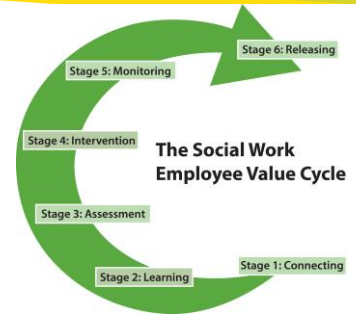 Stage 6: Releasing
Stage 5: Monitoring
Stage 4: Intervention
The Social Work
Employee Value Cycle
Stage 3: Assessment
Stage 2: Learning
Stage 1: Connecting